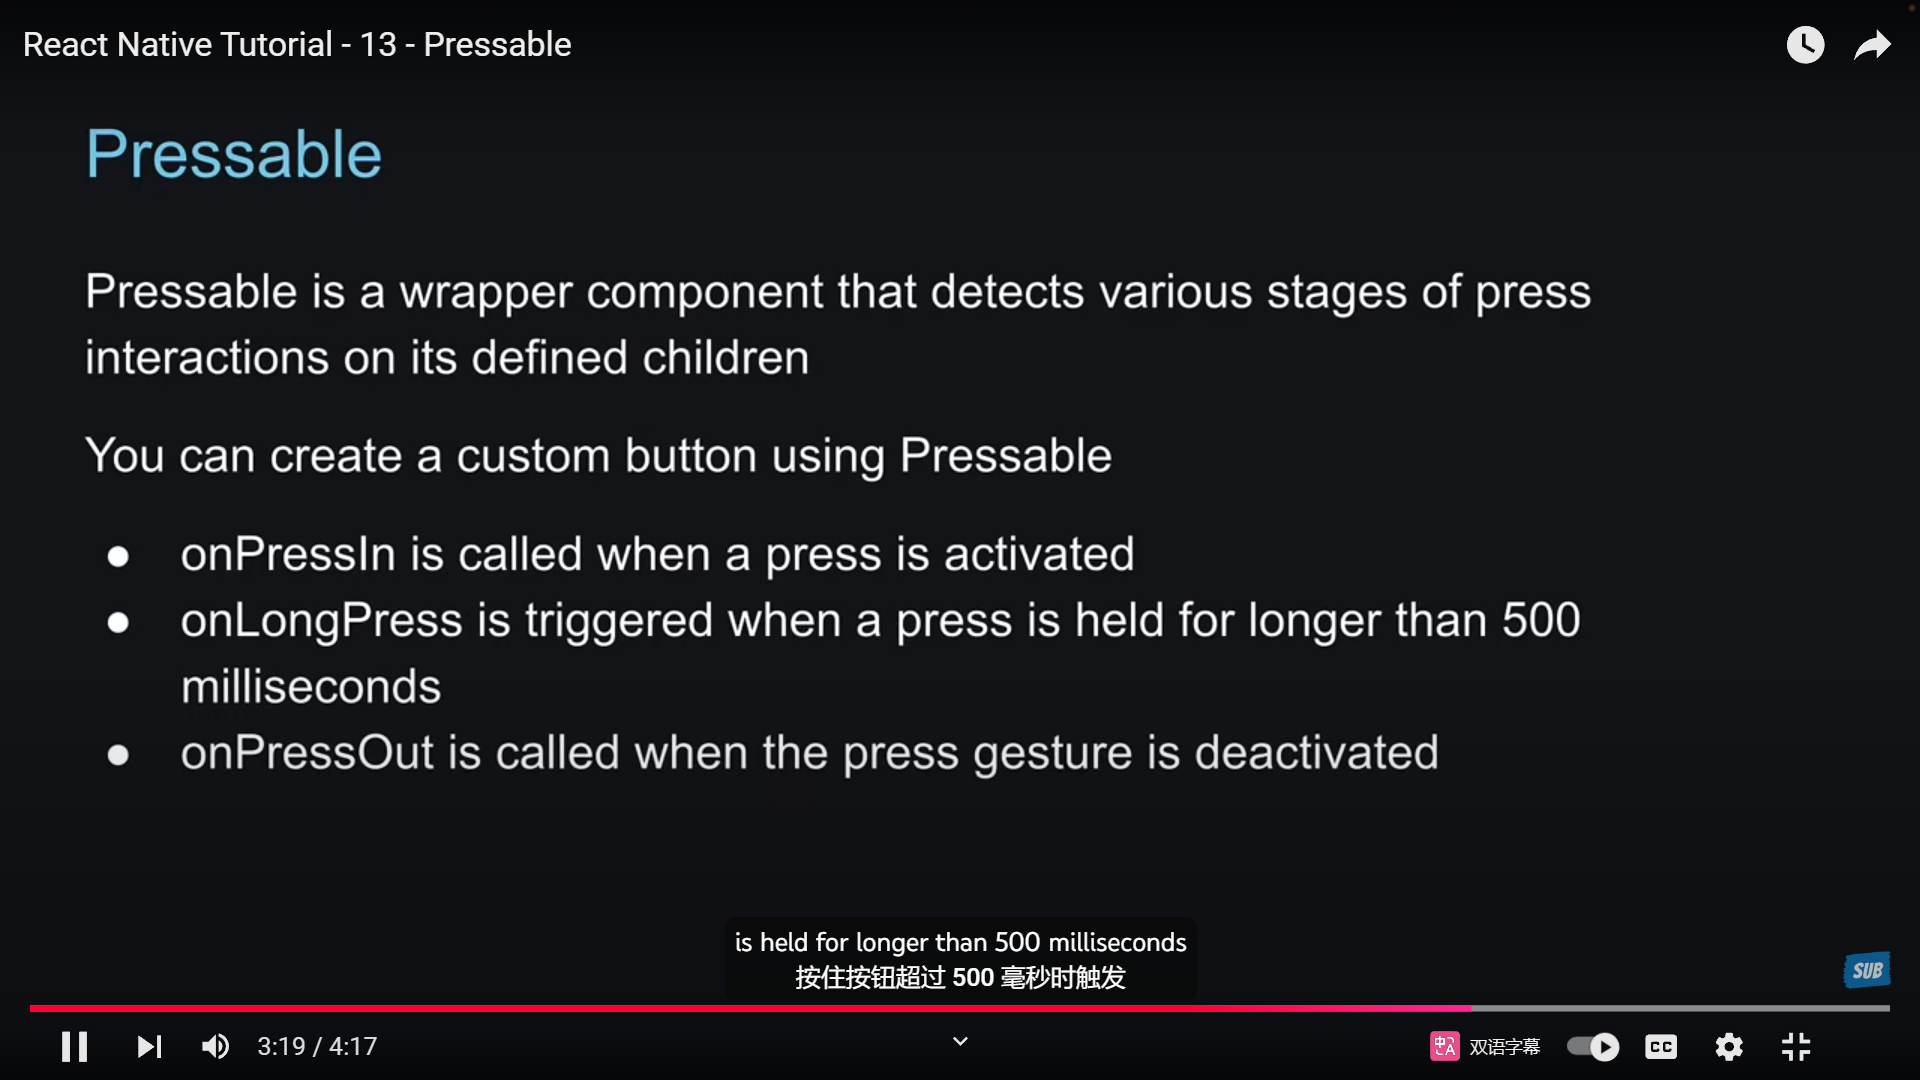 React Native Tutorial - 13 - Pressable
Pressable
Pressable is a wrapper component that detects various stages of press
interactions on its defined children
You can create a custom button using Pressable
● onPressIn is called when a press is activated
● onLongPress is triggered when a press is held for longer than 500
milliseconds
● onPressOut is called when the press gesture is deactivated
is held for longer than 500 milliseconds
按住按钮超过 500 毫秒时触发
SUB
3:19 / 4:17
中A 双语字幕
CC